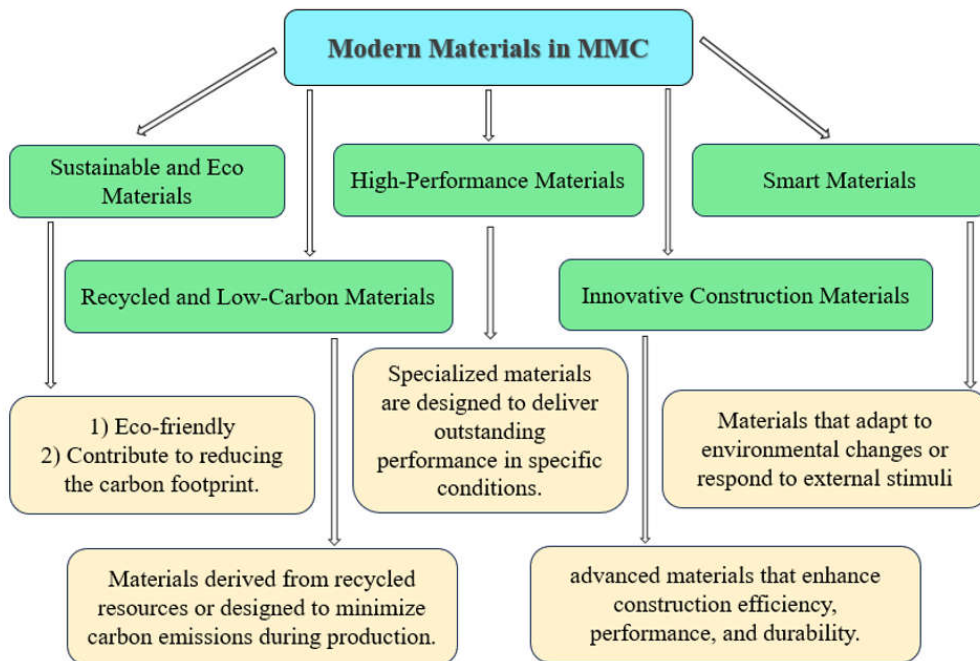 Modern Materials in MMC
Sustainable and Eco
Materials
High-Performance Materials
Smart Materials
Recycled and Low-Carbon Materials
Innovative Construction Materials
1) Eco-friendly
2) Contribute to reducing
the carbon footprint.
Specialized materials
are designed to deliver
outstanding
performance in specific
conditions.
Materials that adapt to
environmental changes or
respond to external stimuli
Materials derived from recycled
resources or designed to minimize
carbon emissions during production.
advanced materials that enhance
construction efficiency,
performance, and durability.